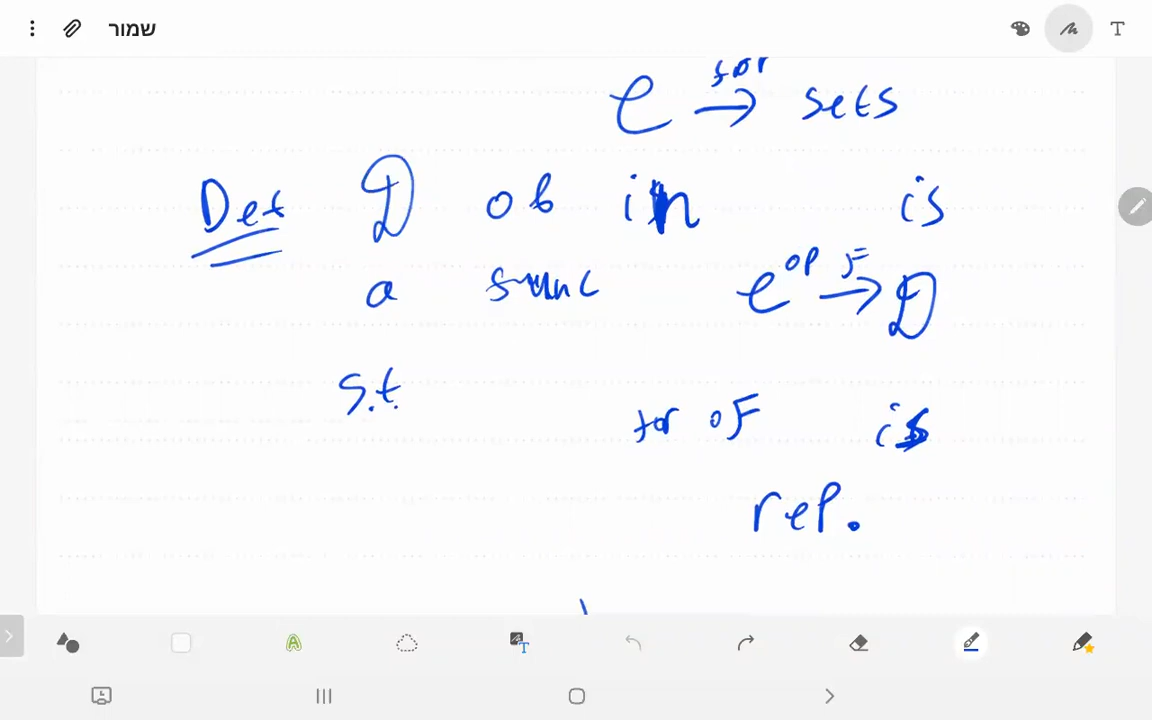 שמור
T
C →for sets
Def D ob in is
a func C^op →F D
s.t.
for oF is
rep.